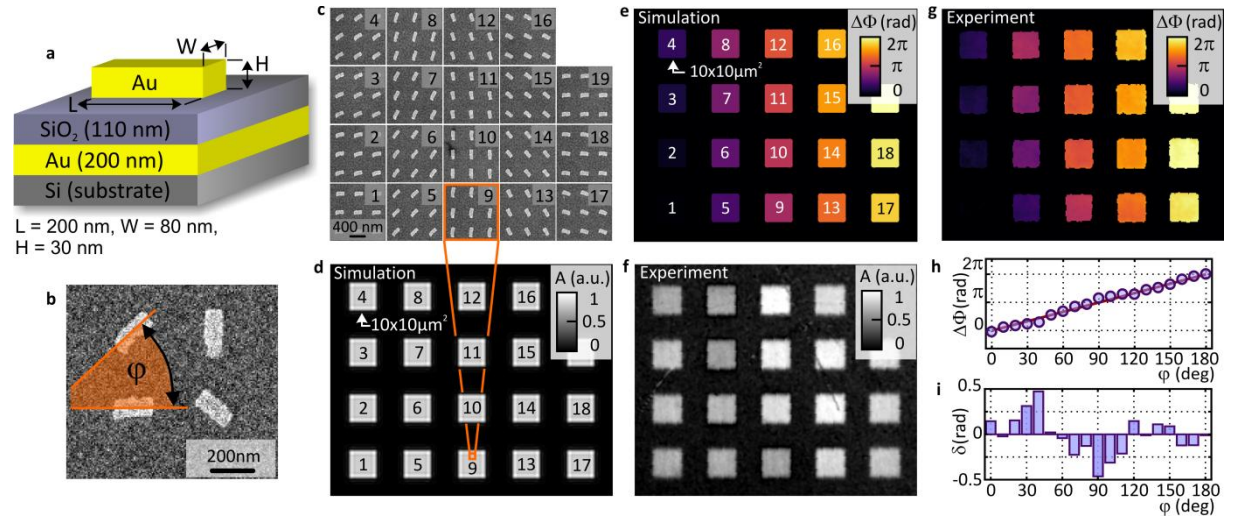 a
W
H
Au
L
SiO₂ (110 nm)
Au (200 nm)
Si (substrate)
L = 200 nm, W = 80 nm,
H = 30 nm
b
φ
200nm
c
4 8 12 16
3 7 11 15 19
2 6 10 14 18
1 5 9 13 17
400 nm
d Simulation
A (a.u.)
1
0.5
0
4 8 12 16
10x10µm²
3 7 11 15
2 6 10 14 18
1 5 9 13 17
e Simulation
ΔΦ (rad)
2π
π
0
4 8 12 16
10x10µm²
3 7 11 15
2 6 10 14 18
1 5 9 13 17
f Experiment
A (a.u.)
1
0.5
0
g Experiment
ΔΦ (rad)
2π
π
0
h
ΔΦ (rad)
2π
π
0
0 30 60 90 120 150 180
φ (deg)
i
δ(rad)
0.5
0
-0.5
0 30 60 90 120 150 180
φ (deg)